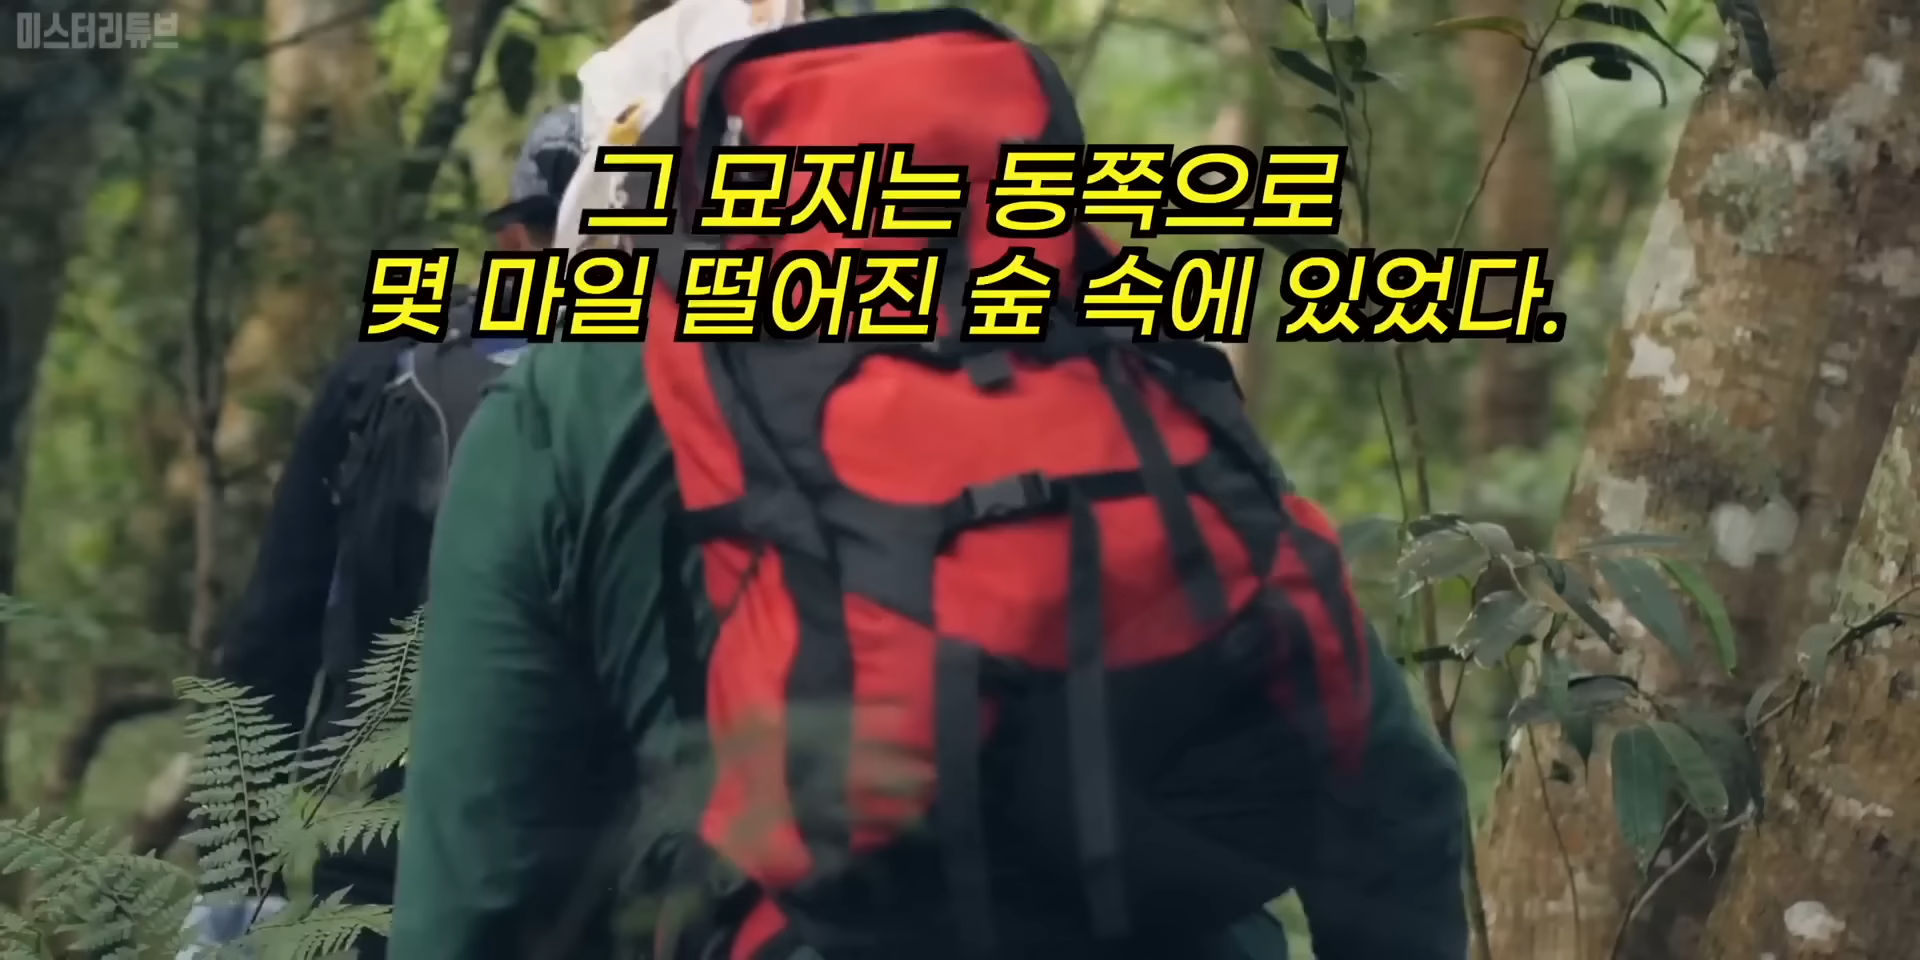 미스터리튜브
그 묘지는 동쪽으로
몇 마일 떨어진 숲 속에 있었다.